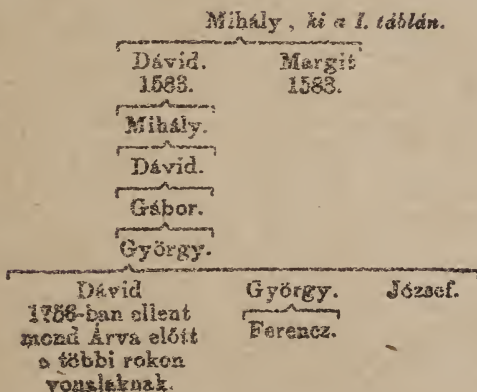 Mihály, ki a I. táblán.
Dávid. Margit
1583. 1583.
Mihály.
Dávid.
Gábor.
György.
Dávid György. József.
1756-ban ellent Ferencz.
mond Árva előtt
a többi rokon
vonalaknak.